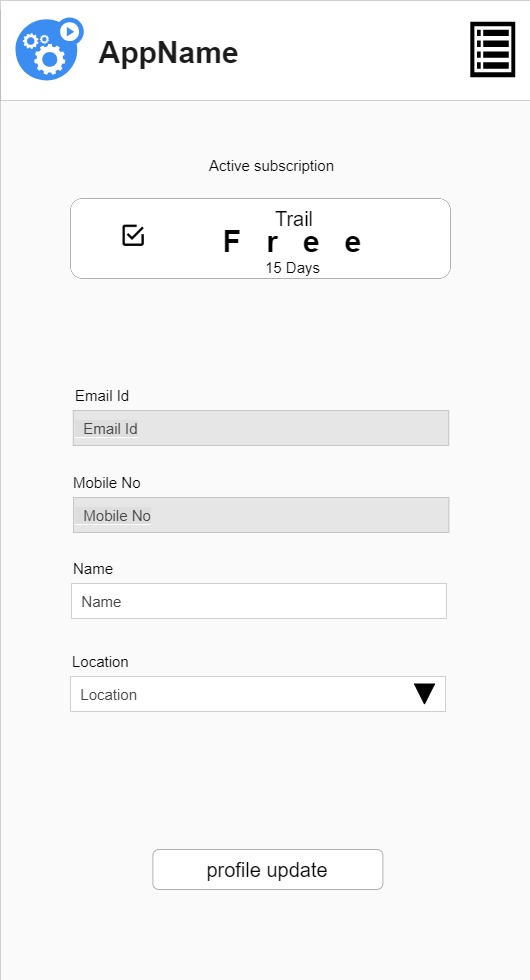 AppName
Active subscription
Trail
Free
15 Days
Email Id
Email Id
Mobile No
Mobile No
Name
Name
Location
Location
profile update